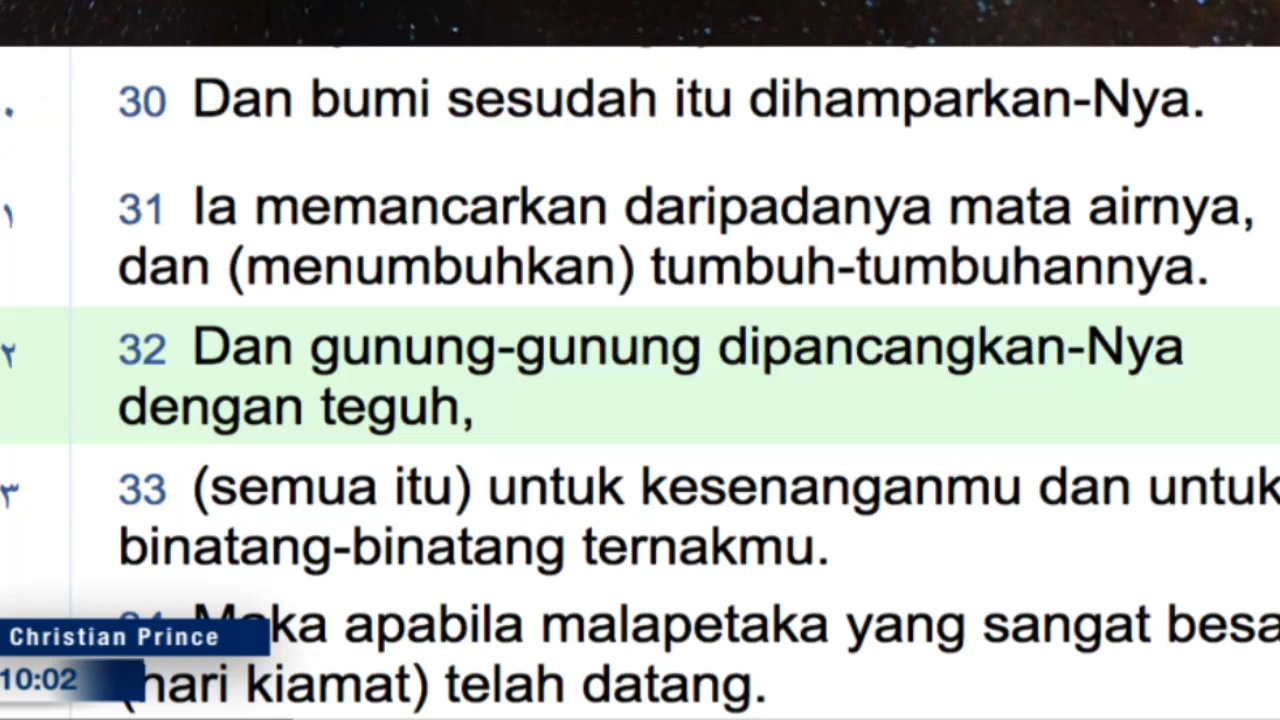 30 Dan bumi sesudah itu dihamparkan-Nya.
31 Ia memancarkan daripadanya mata airnya,
dan (menumbuhkan) tumbuh-tumbuhannya.
32 Dan gunung-gunung dipancangkan-Nya
dengan teguh,
33 (semua itu) untuk kesenanganmu dan untuk
binatang-binatang ternakmu.
apabila malapetaka yang sangat
(hari kiamat) telah datang.
Christian Prince
10:02